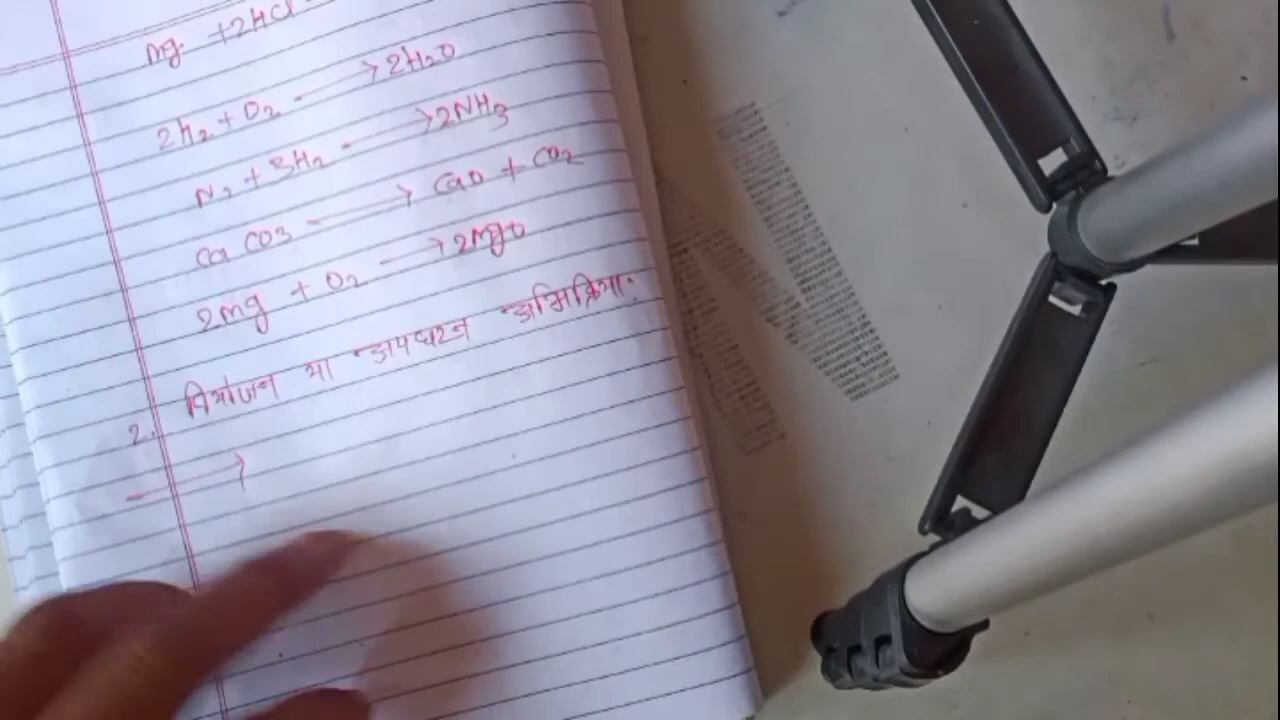 Mg + 2HCl
2H₂ + O₂ → 2H₂O
N₂ + 3H₂ → 2NH₃
CaCO₃ → CaO + CO₂
2Mg + O₂ → 2MgO
2. वियोजन या अपघटन अभिक्रिया:
→